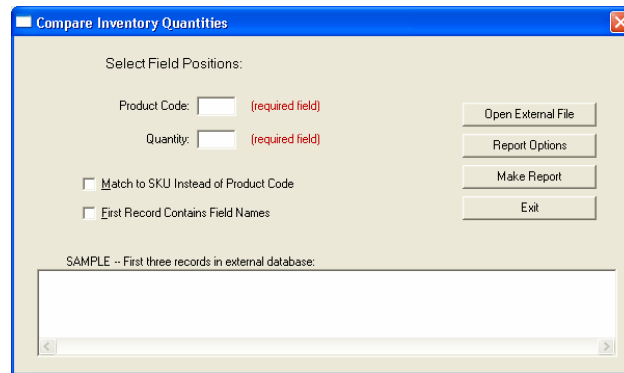 Compare Inventory Quantities
Select Field Positions:
Product Code: (required field)
Quantity: (required field)
Match to SKU Instead of Product Code
First Record Contains Field Names
Open External File
Report Options
Make Report
Exit
SAMPLE -- First three records in external database: